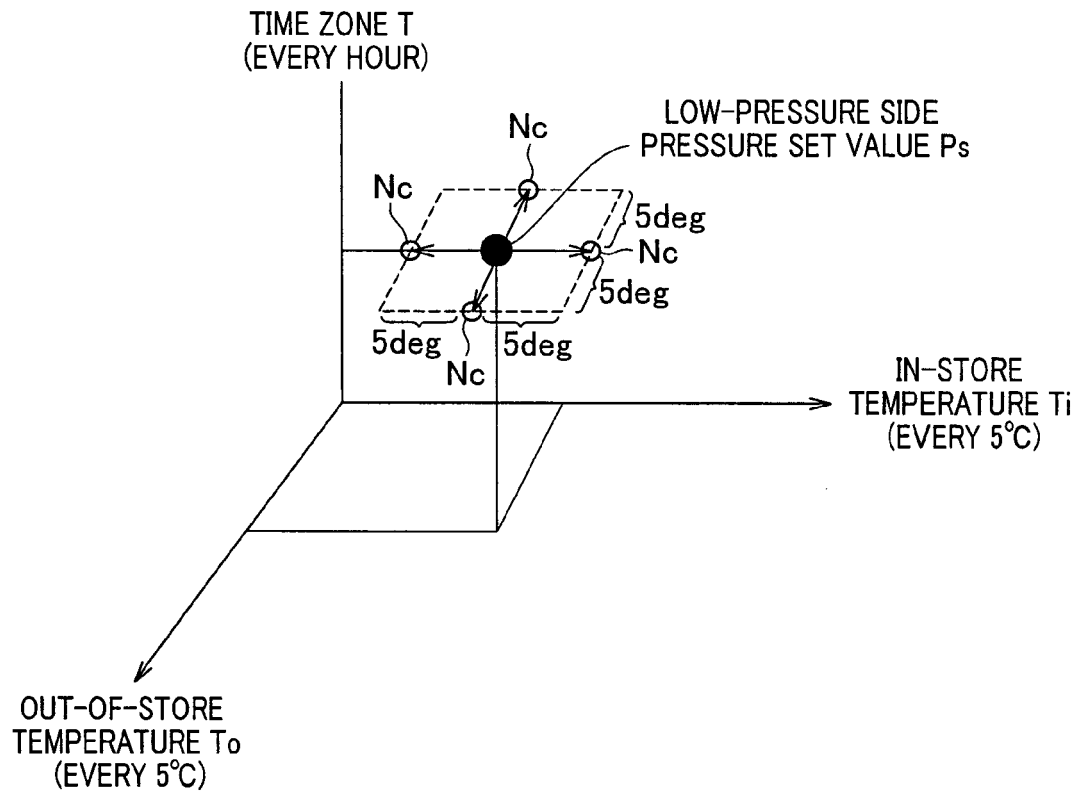 TIME ZONE T
(EVERY HOUR)
LOW-PRESSURE SIDE
PRESSURE SET VALUE Ps
Nc
Nc
5deg
Nc
5deg
5deg
5deg
Nc
IN-STORE
TEMPERATURE Ti
(EVERY 5°C)
OUT-OF-STORE
TEMPERATURE To
(EVERY 5°C)